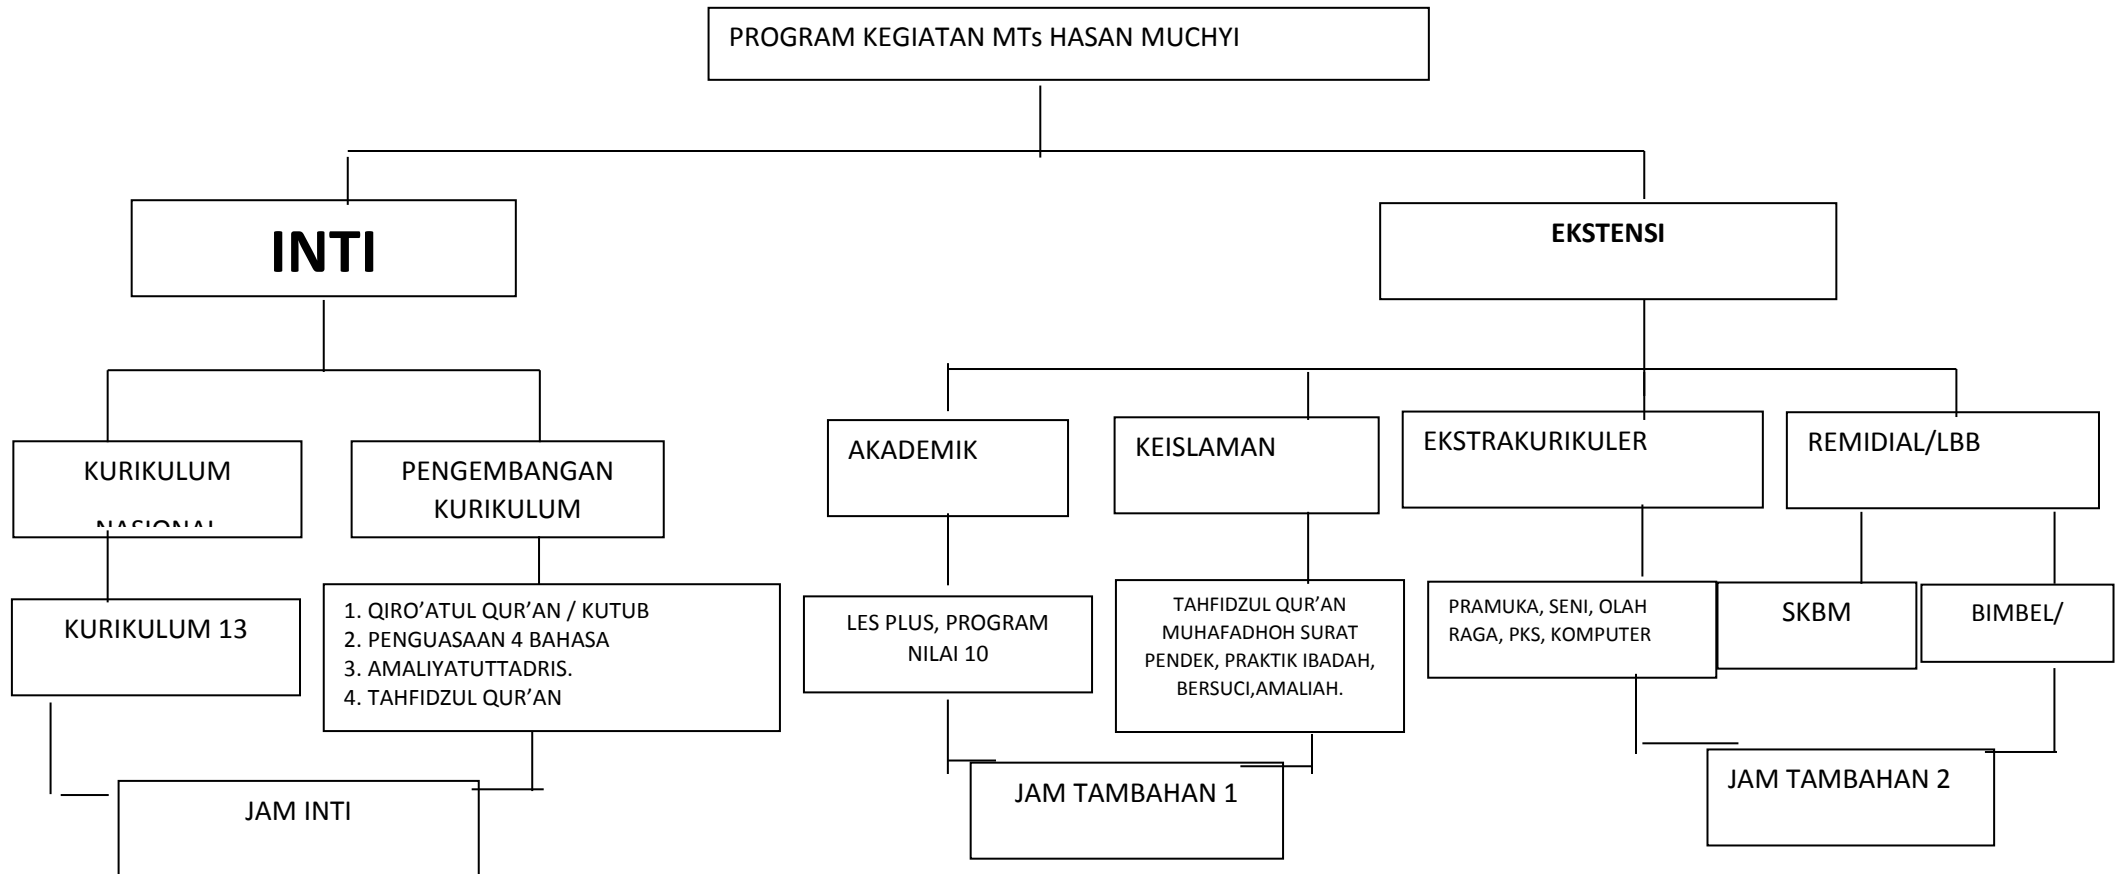 PROGRAM KEGIATAN MTs HASAN MUCHYI
INTI
EKSTENSI
KURIKULUM
NASIONAL
PENGEMBANGAN
KURIKULUM
AKADEMIK
KEISLAMAN
EKSTRAKURIKULER
REMIDIAL/LBB
KURIKULUM 13
1. QIRO’ATUL QUR’AN / KUTUB
2. PENGUASAAN 4 BAHASA
3. AMALIYATUTTADRIS.
4. TAHFIDZUL QUR’AN
LES PLUS, PROGRAM
NILAI 10
TAHFIDZUL QUR’AN
MUHAFADHOH SURAT
PENDEK, PRAKTIK IBADAH,
BERSUCI,AMALIAH.
PRAMUKA, SENI, OLAH
RAGA, PKS, KOMPUTER
SKBM
BIMBEL/
JAM INTI
JAM TAMBAHAN 1
JAM TAMBAHAN 2